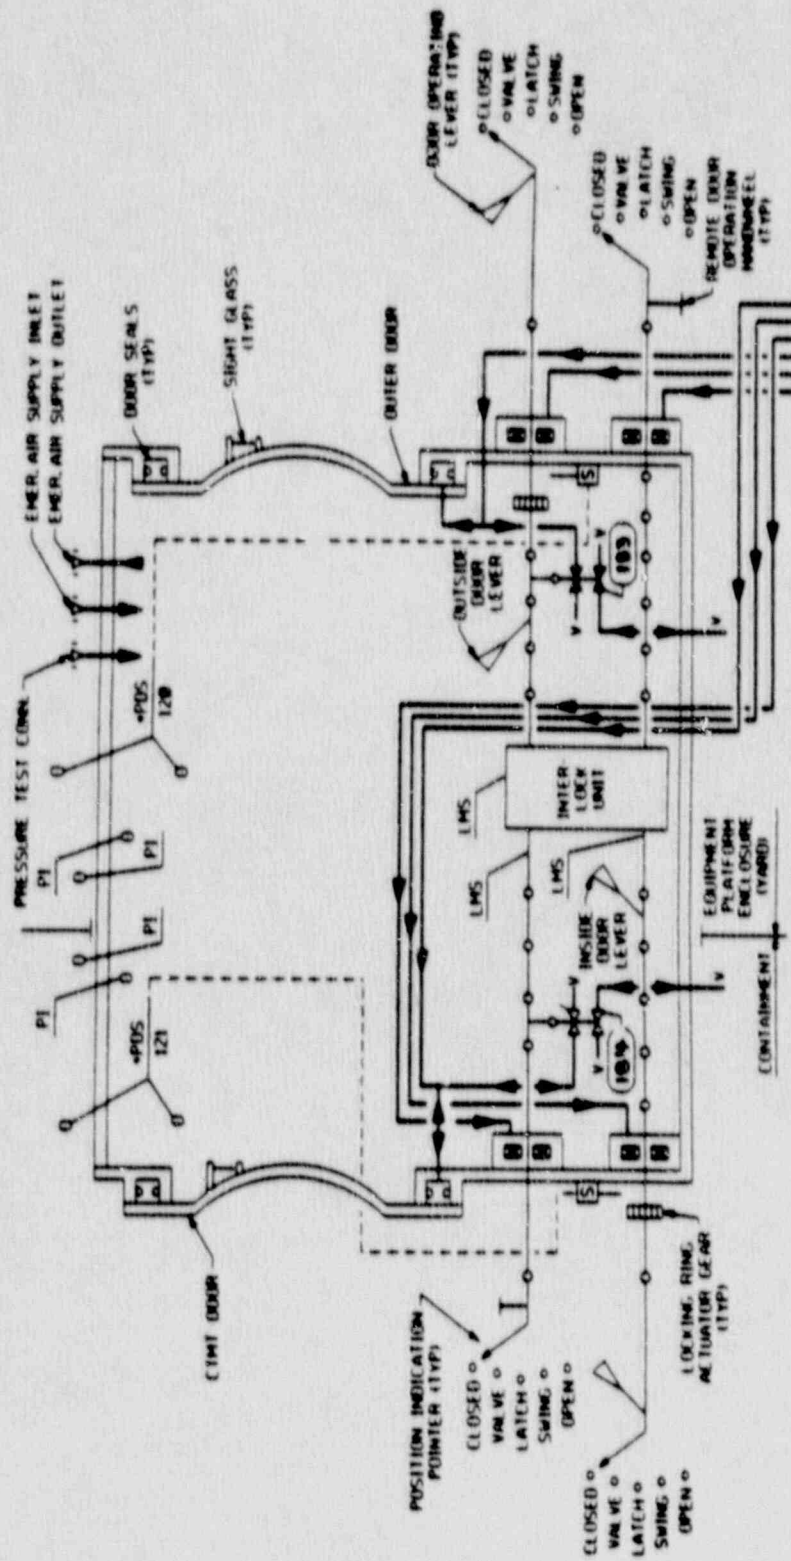 PRESSURE TEST CONN.
EMER. AIR SUPPLY INLET
EMER. AIR SUPPLY OUTLET
DOOR SEALS
(TYP)
SIGHT GLASS
(TYP)
OUTER DOOR
DOOR OPERATING
LEVER (TYP)
CLOSED
VALVE
LATCH
SWING
OPEN
CLOSED
VALVE
LATCH
SWING
OPEN
REMOTE DOOR
OPERATION
HANDWHEEL
(TYP)
PI
PI
PI
PI
*PDS
121
*PDS
120
CTMT DOOR
OUTSIDE
DOOR
LEVER
LMS
LMS
LMS
INTER-
LOCK
UNIT
INSIDE
DOOR
LEVER
V
V
V
V
V
V
S
S
183
184
EQUIPMENT
PLATFORM
ENCLOSURE
(YARD)
CONTAINMENT
POSITION INDICATION
POINTER (TYP)
CLOSED
VALVE
LATCH
SWING
OPEN
CLOSED
VALVE
LATCH
SWING
OPEN
LOCKING RING
ACTUATOR GEAR
(TYP)